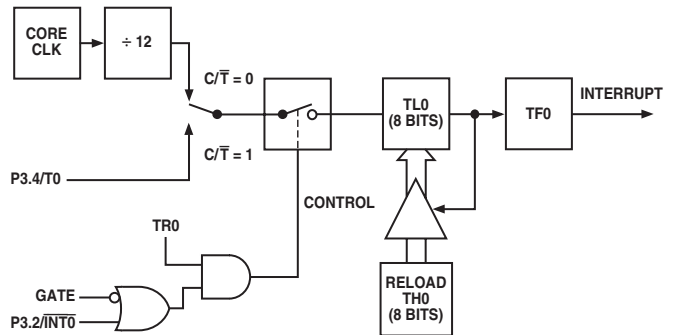 CORE
CLK
÷ 12
C/T̅ = 0
TL0
(8 BITS)
TF0
INTERRUPT
C/T̅ = 1
P3.4/T0
CONTROL
TR0
GATE
P3.2/I̅N̅T̅0̅
RELOAD
TH0
(8 BITS)